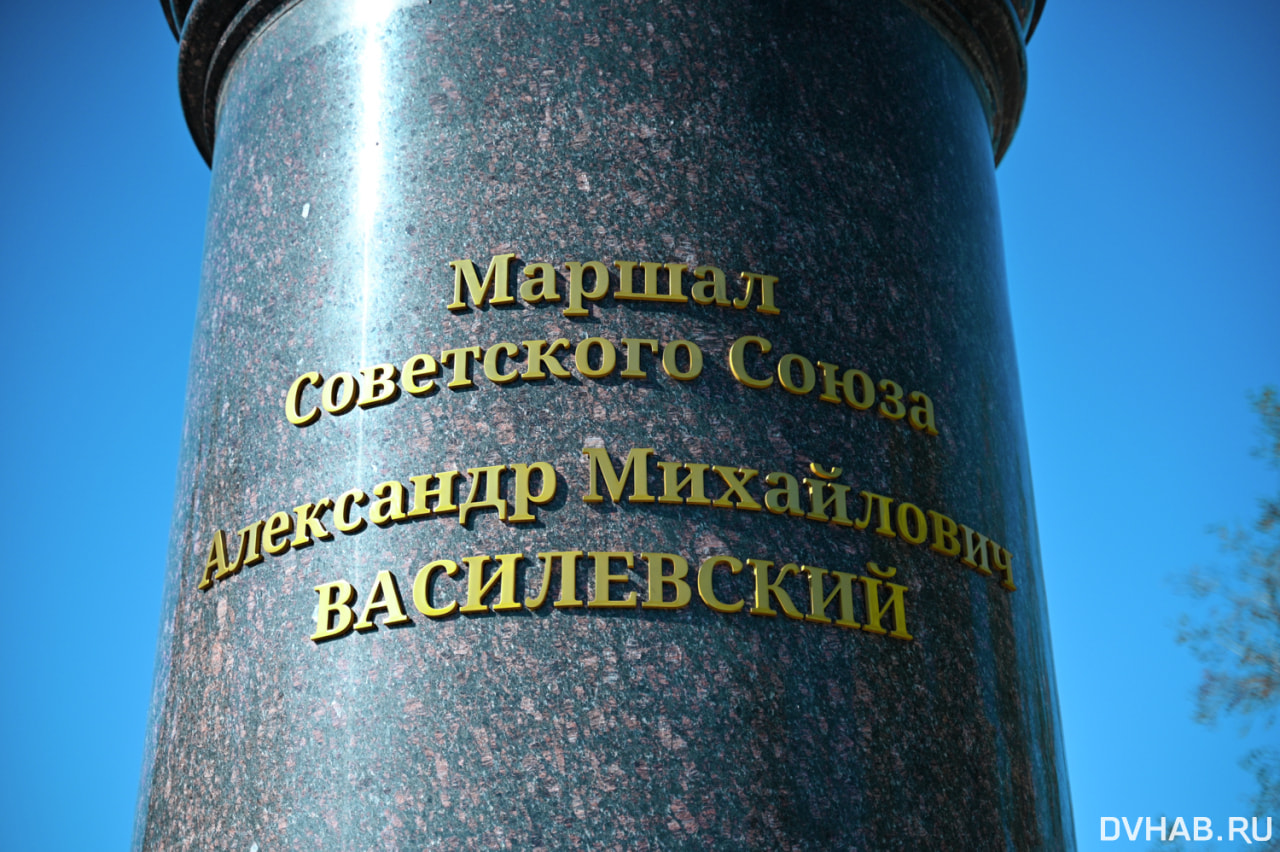 Маршал
Советского Союза
Александр Михайлович
ВАСИЛЕВСКИЙ
DVHAB.RU